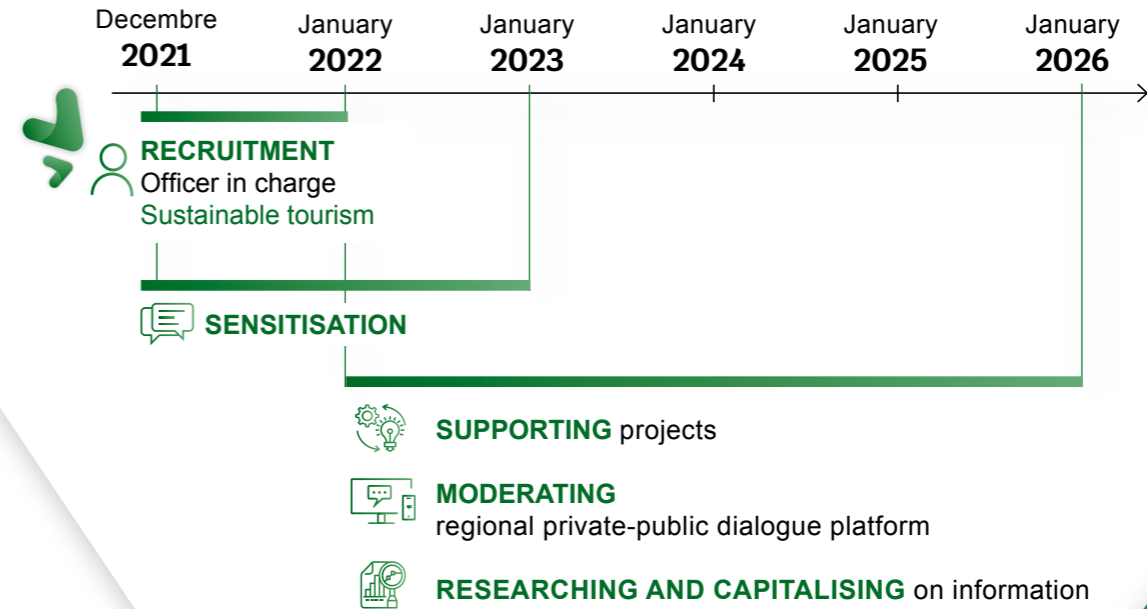 Decembre January January January January January
2021 2022 2023 2024 2025 2026
RECRUITMENT
Officer in charge
Sustainable tourism
SENSITISATION
SUPPORTING projects
MODERATING
regional private-public dialogue platform
RESEARCHING AND CAPITALISING on information